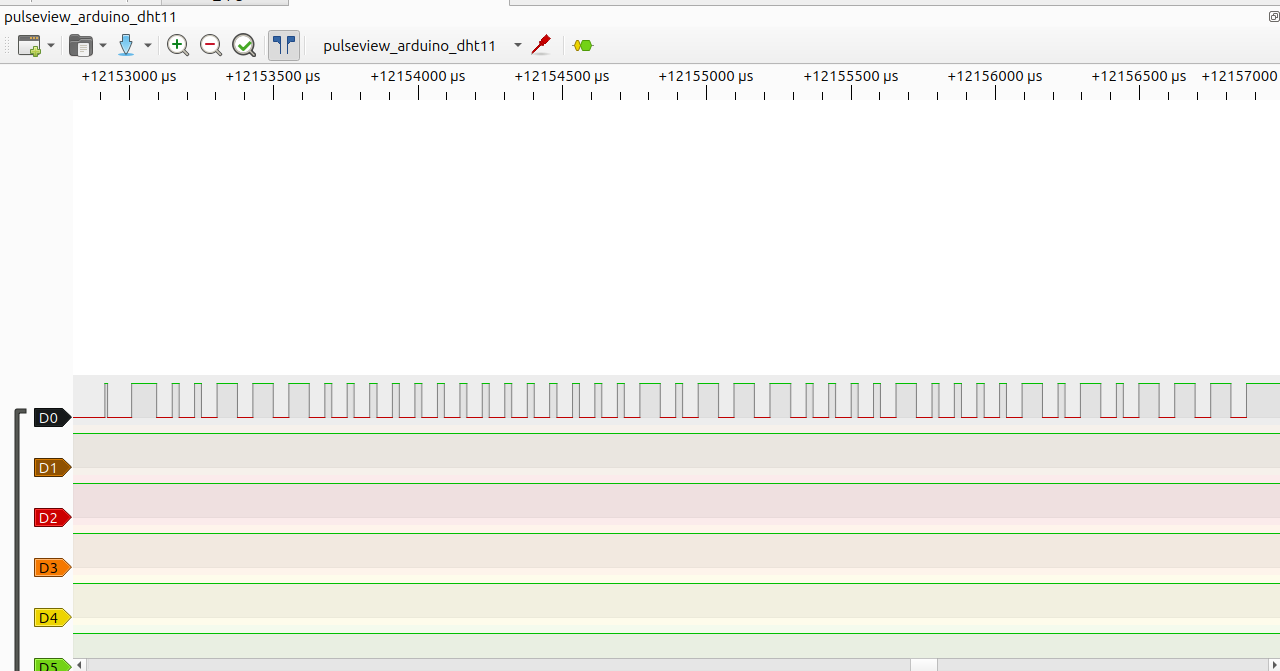 pulseview_arduino_dht11
pulseview_arduino_dht11
+12153000 µs +12153500 µs +12154000 µs +12154500 µs +12155000 µs +12155500 µs +12156000 µs +12156500 µs +12157000
D0
D1
D2
D3
D4
D5